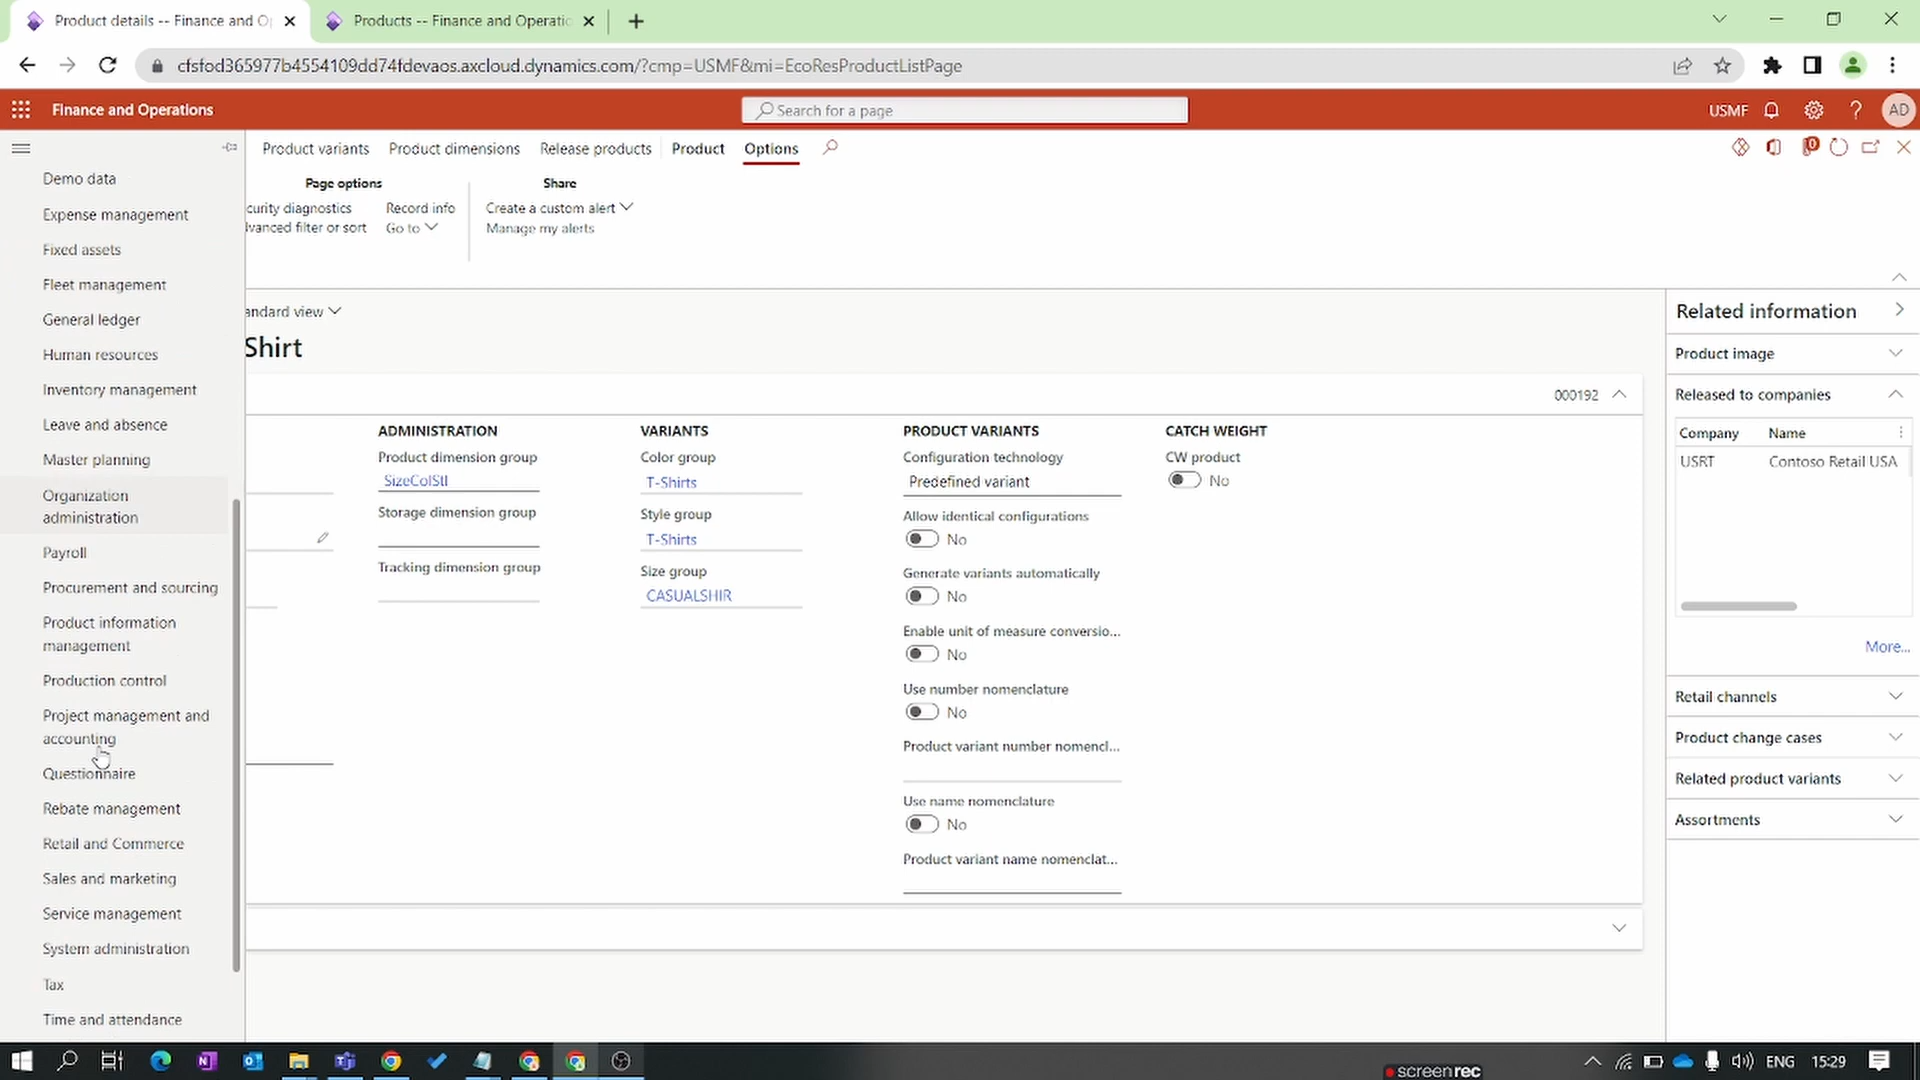 Product details -- Finance and O
Products -- Finance and Operatio
cfsfod365977b4554109dd74fdevaos.axcloud.dynamics.com/?cmp=USMF&mi=EcoResProductListPage
Finance and Operations
Search for a page
USMF
?
AD
Product variants
Product dimensions
Release products
Product
Options
0
Page options
curity diagnostics
Record info
vanced filter or sort
Go to
Share
Create a custom alert
Manage my alerts
Demo data
Expense management
Fixed assets
Fleet management
General ledger
Human resources
Inventory management
Leave and absence
Master planning
Organization
administration
Payroll
Procurement and sourcing
Product information
management
Production control
Project management and
accounting
Questionnaire
Rebate management
Retail and Commerce
Sales and marketing
Service management
System administration
Tax
Time and attendance
andard view
Shirt
000192
ADMINISTRATION
Product dimension group
SizeColStl
Storage dimension group
Tracking dimension group
VARIANTS
Color group
T-Shirts
Style group
T-Shirts
Size group
CASUALSHIR
PRODUCT VARIANTS
Configuration technology
Predefined variant
Allow identical configurations
No
Generate variants automatically
No
Enable unit of measure conversio...
No
Use number nomenclature
No
Product variant number nomencl...
Use name nomenclature
No
Product variant name nomenclat...
CATCH WEIGHT
CW product
No
Related information
Product image
Released to companies
Company
Name
USRT
Contoso Retail USA
More...
Retail channels
Product change cases
Related product variants
Assortments
screenrec
ENG
15:29